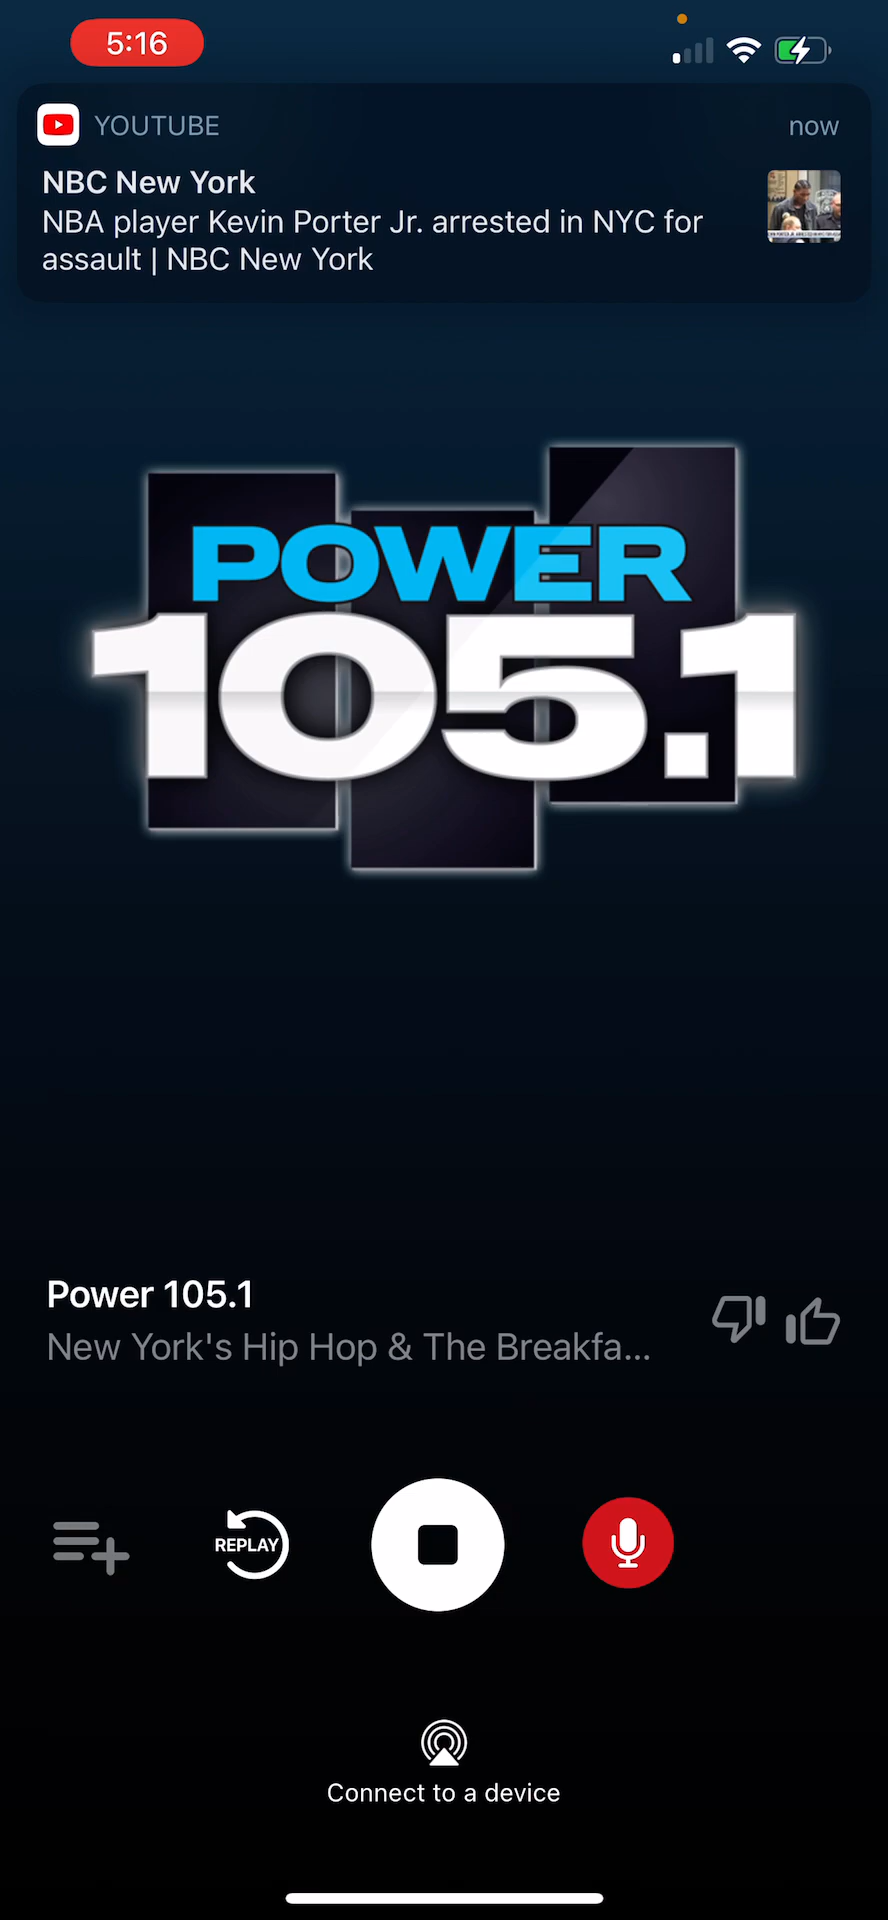 5:16
YOUTUBE
now
NBC New York
NBA player Kevin Porter Jr. arrested in NYC for
assault | NBC New York
POWER
105.1
Power 105.1
New York's Hip Hop & The Breakfa...
REPLAY
Connect to a device